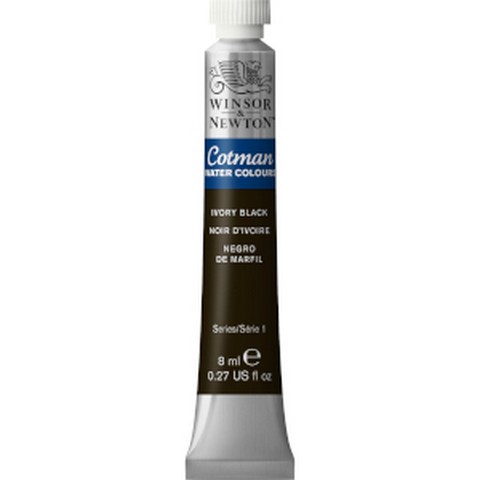 WINSOR
&
NEWTON™
Cotman
WATER COLOURS
IVORY BLACK
NOIR D'IVOIRE
NEGRO
DE MARFIL
Series/Série 1
8 ml e
0.27 US fl oz